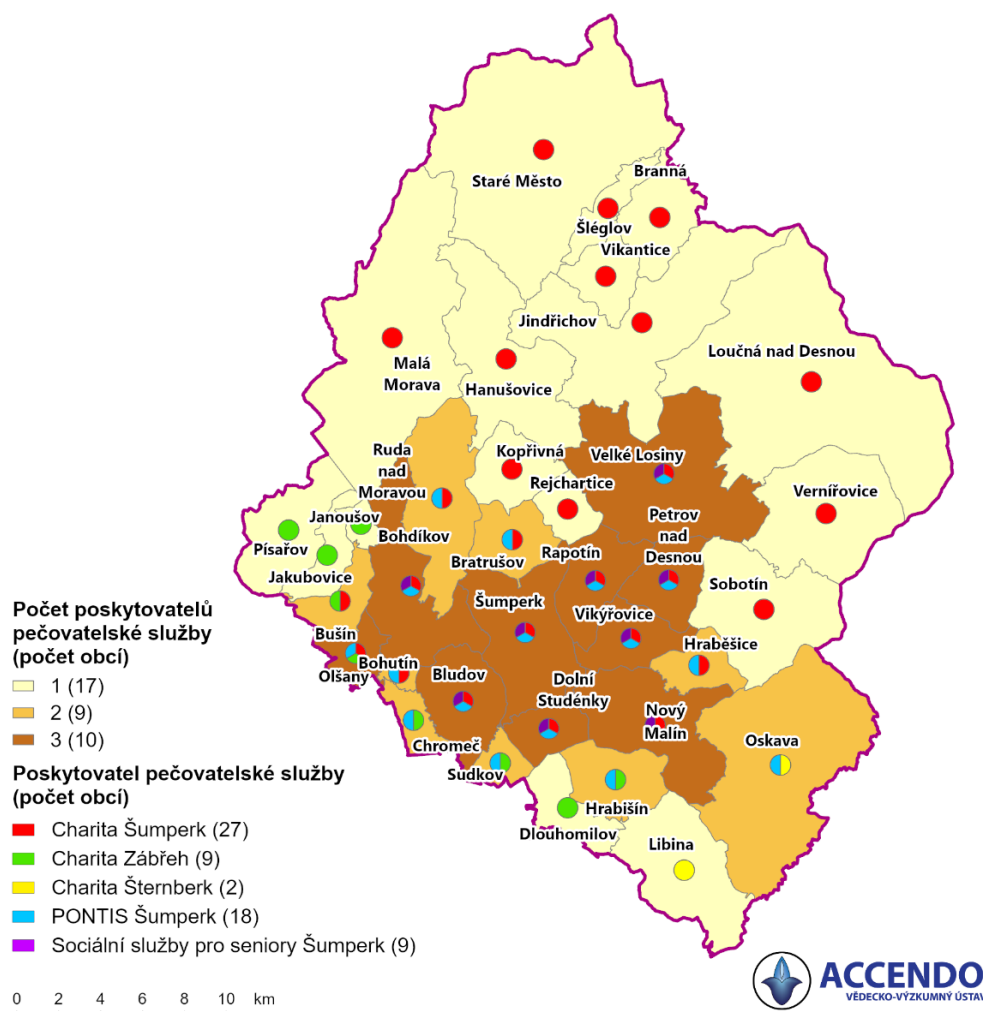 Staré Město
Branná
Šléglov
Vikantice
Jindřichov
Loučná nad Desnou
Malá
Morava
Hanušovice
Ruda
nad
Moravou
Kopřivná
Velké Losiny
Rejchartice
Vernířovice
Janoušov
Petrov
nad
Desnou
Písařov
Bohdíkov
Rapotín
Bratrušov
Jakubovice
Sobotín
Šumperk
Vikýřovice
Bušín
Hraběšice
Bohutín
Olšany
Bludov
Dolní
Studénky
Nový
Malín
Chromeč
Oskava
Sudkov
Hrabišín
Dlouhomilov
Libina
Počet poskytovatelů
pečovatelské služby
(počet obcí)
1 (17)
2 (9)
3 (10)
Poskytovatel pečovatelské služby
(počet obcí)
Charita Šumperk (27)
Charita Zábřeh (9)
Charita Šternberk (2)
PONTIS Šumperk (18)
Sociální služby pro seniory Šumperk (9)
0 2 4 6 8 10 km
ACCENDO
VĚDECKO-VÝZKUMNÝ ÚSTAV